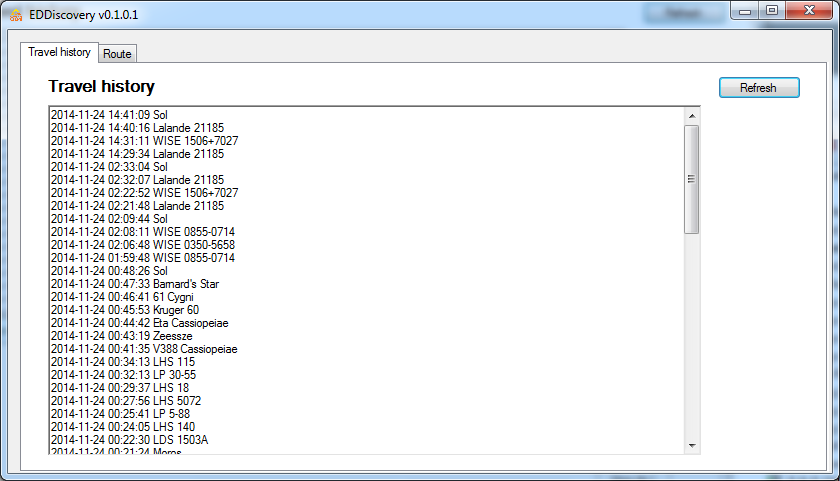 EDDiscovery v0.1.0.1
Travel history
Route
Travel history
Refresh
2014-11-24 14:41:09 Sol
2014-11-24 14:40:16 Lalande 21185
2014-11-24 14:31:11 WISE 1506+7027
2014-11-24 14:29:34 Lalande 21185
2014-11-24 02:33:04 Sol
2014-11-24 02:32:07 Lalande 21185
2014-11-24 02:22:52 WISE 1506+7027
2014-11-24 02:21:48 Lalande 21185
2014-11-24 02:09:44 Sol
2014-11-24 02:08:11 WISE 0855-0714
2014-11-24 02:06:48 WISE 0350-5658
2014-11-24 01:59:48 WISE 0855-0714
2014-11-24 00:48:26 Sol
2014-11-24 00:47:33 Barnard's Star
2014-11-24 00:46:41 61 Cygni
2014-11-24 00:45:53 Kruger 60
2014-11-24 00:44:42 Eta Cassiopeiae
2014-11-24 00:43:19 Zeessze
2014-11-24 00:41:35 V388 Cassiopeiae
2014-11-24 00:34:13 LHS 115
2014-11-24 00:32:13 LP 30-55
2014-11-24 00:29:37 LHS 18
2014-11-24 00:27:56 LHS 5072
2014-11-24 00:25:41 LP 5-88
2014-11-24 00:24:05 LHS 140
2014-11-24 00:22:30 LDS 1503A
2014-11-24 00:21:24